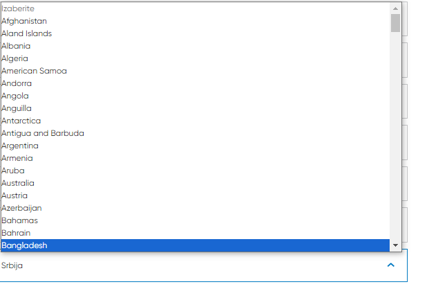 Izaberite
Afghanistan
Aland Islands
Albania
Algeria
American Samoa
Andorra
Angola
Anguilla
Antarctica
Antigua and Barbuda
Argentina
Armenia
Aruba
Australia
Austria
Azerbaijan
Bahamas
Bahrain
Bangladesh
Srbija